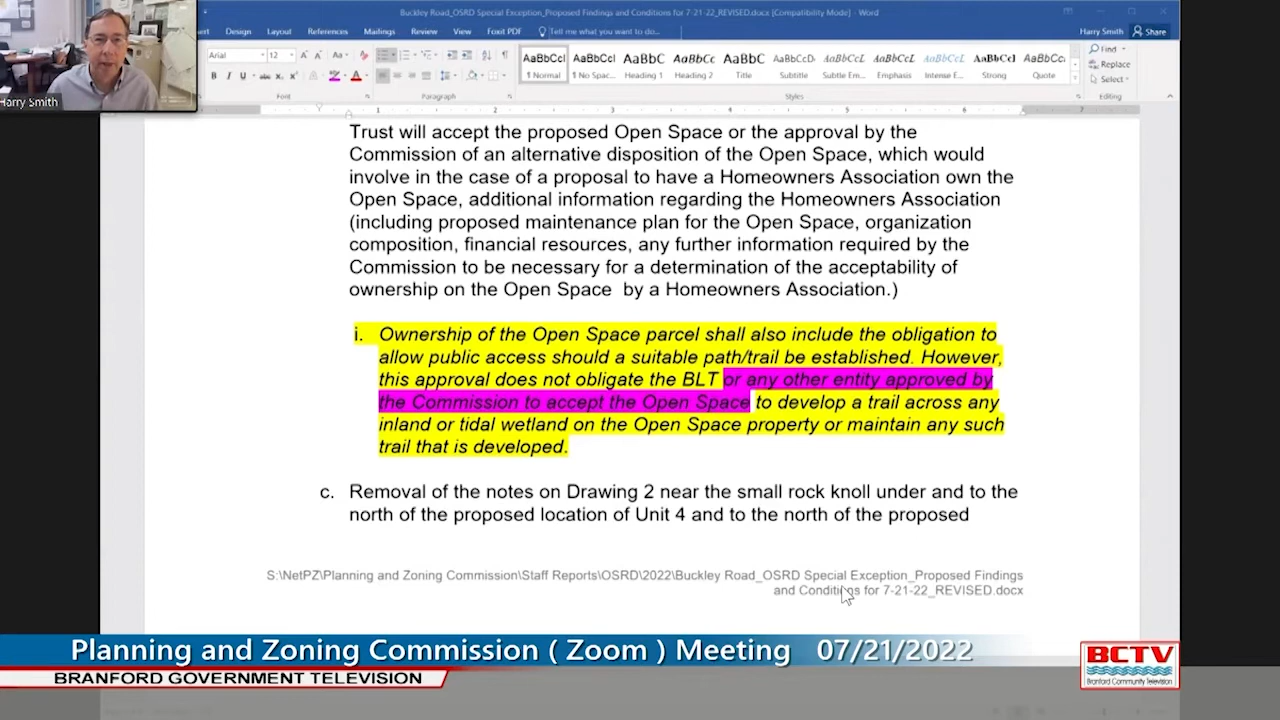 Buckley Road_OSRD Special Exception_Proposed Findings and Conditions for 7-21-22_REVISED.docx [Compatibility Mode] - Word
Design Layout References Mailings Review View Foxit PDF Tell me what you want to do... Harry Smith Share
Arial 12
AaBbCcI AaBbCcI AaBbC AaBbCc AaBbC AaBbCcD AaBbCcL AaBbCcL AaBbCcL AaBbCcI AaBbCc
¶ Normal ¶ No Spac... Heading 1 Heading 2 Title Subtitle Subtle Em... Emphasis Intense E... Strong Quote
Find
Replace
Select
Font Paragraph Styles Editing
Harry Smith
1 2 3 4 5 6 7
Trust will accept the proposed Open Space or the approval by the
Commission of an alternative disposition of the Open Space, which would
involve in the case of a proposal to have a Homeowners Association own the
Open Space, additional information regarding the Homeowners Association
(including proposed maintenance plan for the Open Space, organization
composition, financial resources, any further information required by the
Commission to be necessary for a determination of the acceptability of
ownership on the Open Space by a Homeowners Association.)
i. Ownership of the Open Space parcel shall also include the obligation to
allow public access should a suitable path/trail be established. However,
this approval does not obligate the BLT or any other entity approved by
the Commission to accept the Open Space to develop a trail across any
inland or tidal wetland on the Open Space property or maintain any such
trail that is developed.
c. Removal of the notes on Drawing 2 near the small rock knoll under and to the
north of the proposed location of Unit 4 and to the north of the proposed
S:\NetPZ\Planning and Zoning Commission\Staff Reports\OSRD\2022\Buckley Road_OSRD Special Exception_Proposed Findings
and Conditions for 7-21-22_REVISED.docx
Planning and Zoning Commission ( Zoom ) Meeting 07/21/2022
BRANFORD GOVERNMENT TELEVISION
BCTV
Branford Community Television